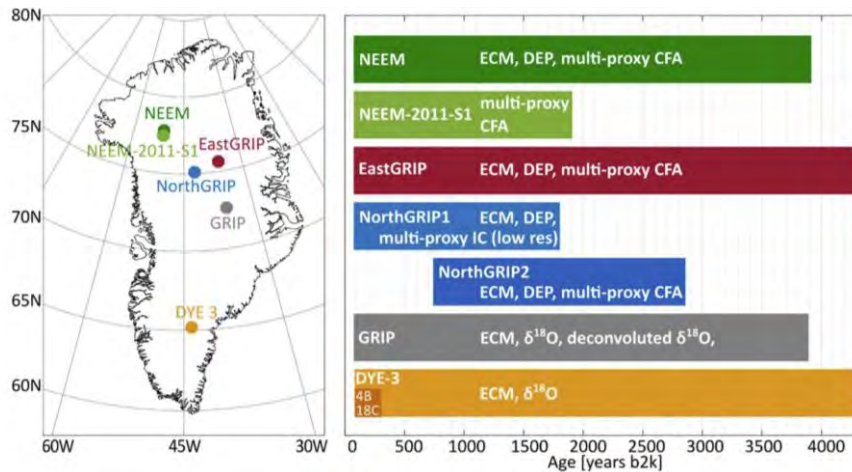 80N
75N
70N
65N
60N
60W
45W
30W
NEEM
NEEM-2011-S1
EastGRIP
NorthGRIP
GRIP
DYE 3
NEEM ECM, DEP, multi-proxy CFA
NEEM-2011-S1 multi-proxy
CFA
EastGRIP ECM, DEP, multi-proxy CFA
NorthGRIP1 ECM, DEP,
multi-proxy IC (low res)
NorthGRIP2
ECM, DEP, multi-proxy CFA
GRIP ECM, δ¹⁸O, deconvoluted δ¹⁸O,
DYE-3
ECM, δ¹⁸O
4B
18C
0 500 1000 1500 2000 2500 3000 3500 4000
Age [years b2k]